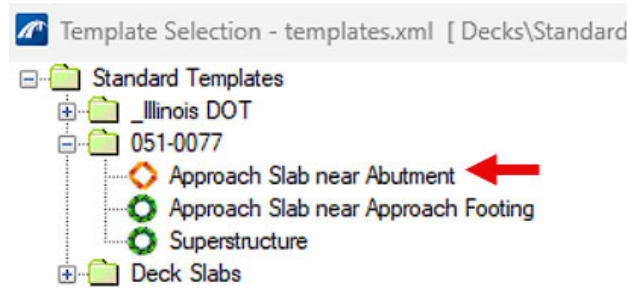 Template Selection - templates.xml [ Decks\Standard
Standard Templates
_Illinois DOT
051-0077
Approach Slab near Abutment
Approach Slab near Approach Footing
Superstructure
Deck Slabs